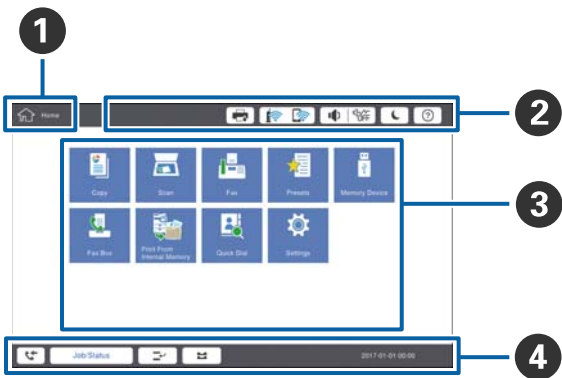 1
2
Home
OFF
?
Copy
Scan
Fax
Presets
Memory Device
3
Fax Box
Print From
Internal Memory
Quick Dial
Settings
Job/Status
2017-01-01 00:00
4